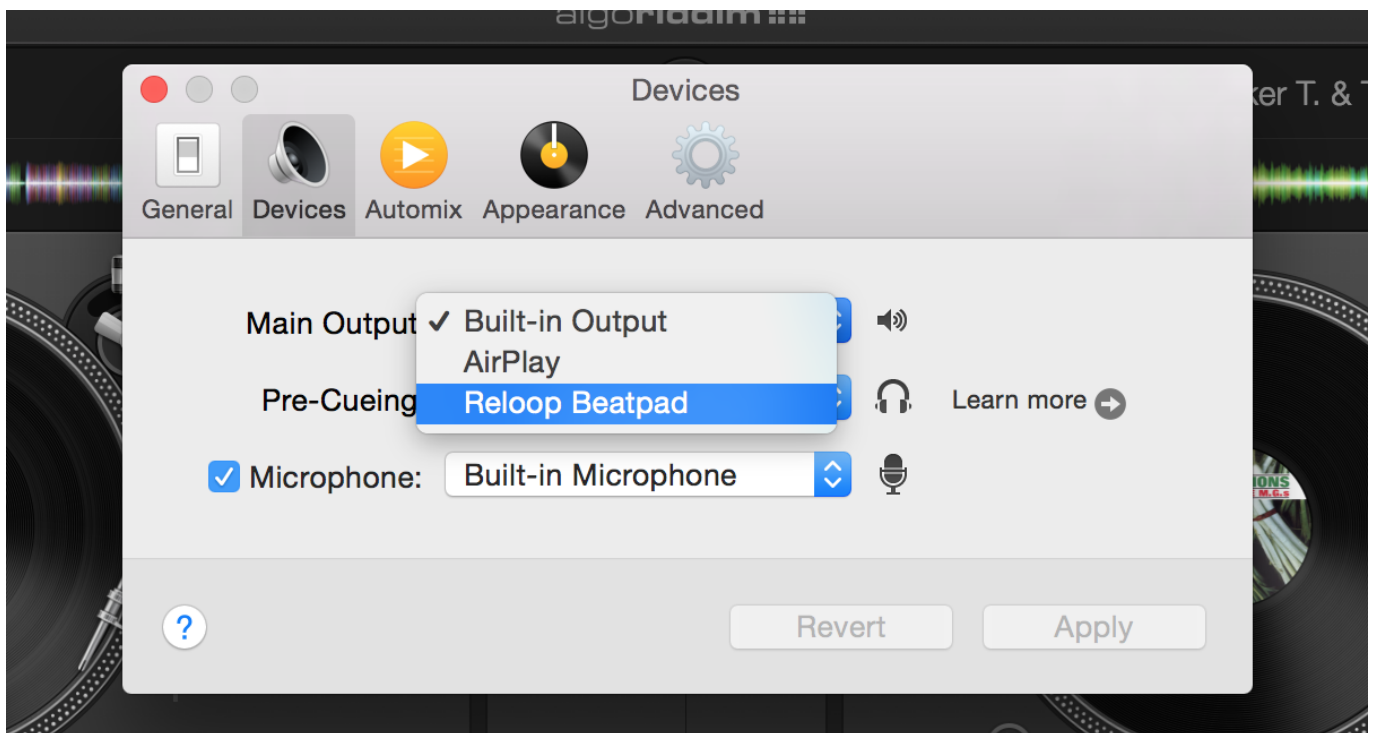 algoriddim
Devices
ker T. &
General Devices Automix Appearance Advanced
Main Output ✓ Built-in Output
AirPlay
Pre-Cueing Reloop Beatpad
Learn more
Microphone: Built-in Microphone
IONS
E M.G.s
? Revert Apply